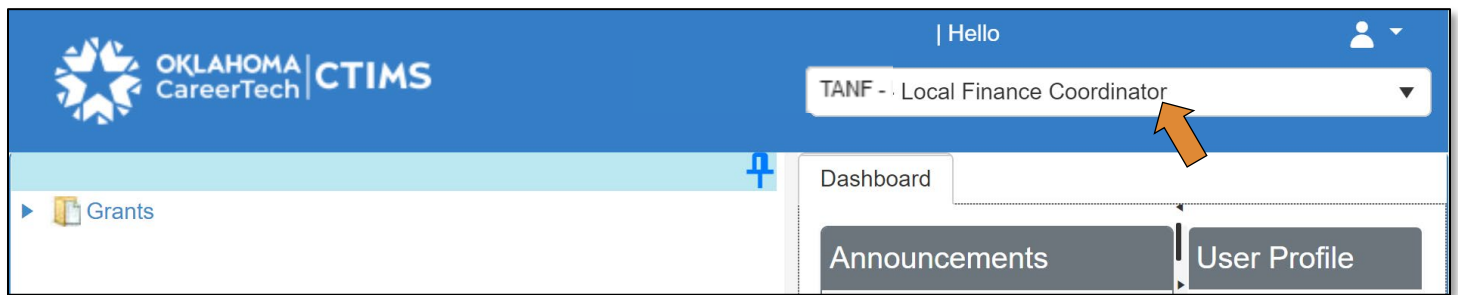 | Hello
OKLAHOMA
CareerTech
CTIMS
TANF - Local Finance Coordinator
Dashboard
Grants
Announcements
User Profile